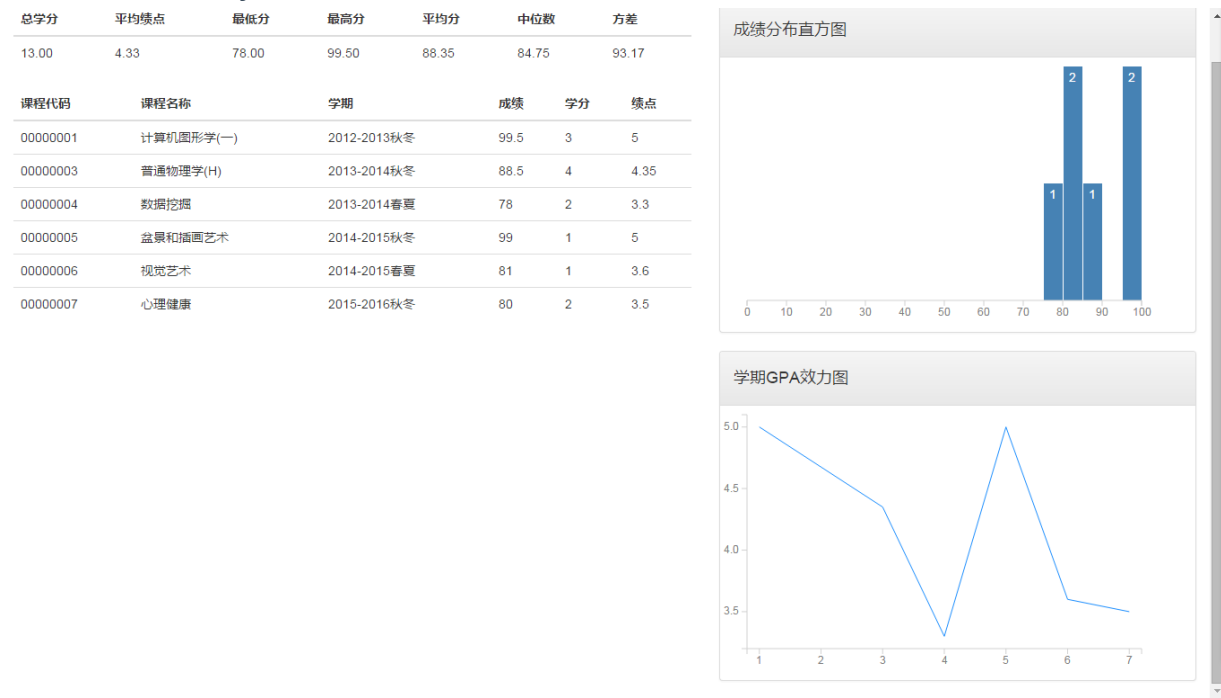 总学分 平均绩点 最低分 最高分 平均分 中位数 方差
13.00 4.33 78.00 99.50 88.35 84.75 93.17
课程代码 课程名称 学期 成绩 学分 绩点
00000001 计算机图形学(一) 2012-2013秋冬 99.5 3 5
00000003 普通物理学(H) 2013-2014秋冬 88.5 4 4.35
00000004 数据挖掘 2013-2014春夏 78 2 3.3
00000005 盆景和插画艺术 2014-2015秋冬 99 1 5
00000006 视觉艺术 2014-2015春夏 81 1 3.6
00000007 心理健康 2015-2016秋冬 80 2 3.5
成绩分布直方图
2 2
1 1
0 10 20 30 40 50 60 70 80 90 100
学期GPA效力图
5.0
4.5
4.0
3.5
1 2 3 4 5 6 7